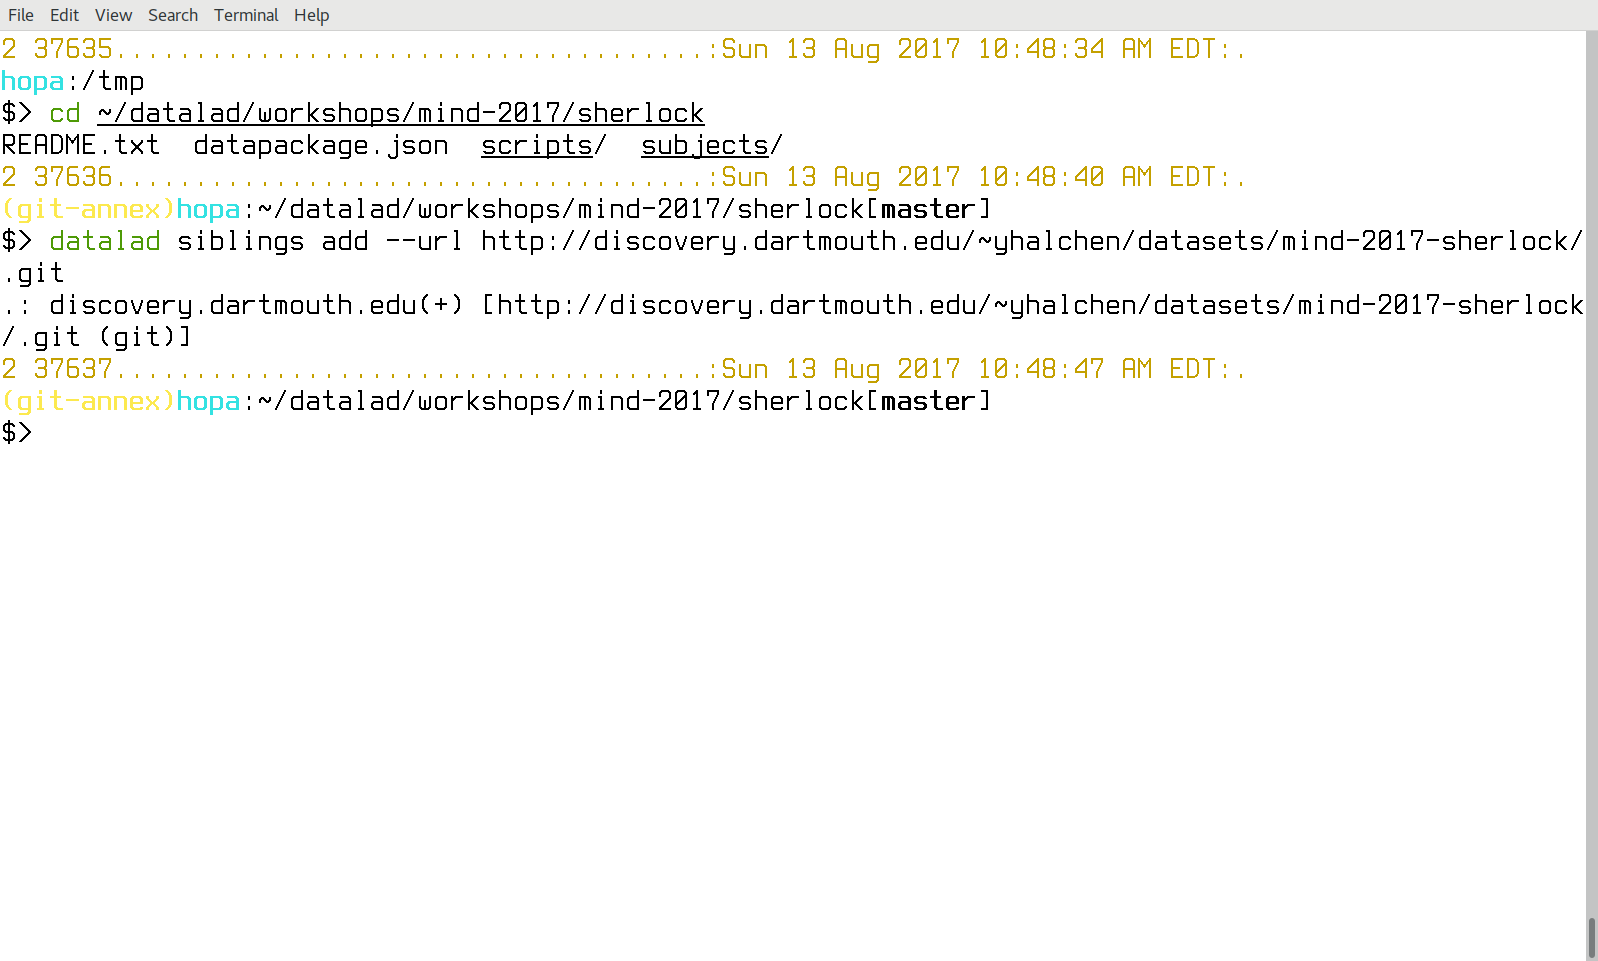 File Edit View Search Terminal Help
2 37635.....................................:Sun 13 Aug 2017 10:48:34 AM EDT:.
hopa:/tmp
$> cd ~/datalad/workshops/mind-2017/sherlock
README.txt  datapackage.json  scripts/  subjects/
2 37636.....................................:Sun 13 Aug 2017 10:48:40 AM EDT:.
(git-annex)hopa:~/datalad/workshops/mind-2017/sherlock[master]
$> datalad siblings add --url http://discovery.dartmouth.edu/~yhalchen/datasets/mind-2017-sherlock/
.git
.: discovery.dartmouth.edu(+) [http://discovery.dartmouth.edu/~yhalchen/datasets/mind-2017-sherlock
/.git (git)]
2 37637.....................................:Sun 13 Aug 2017 10:48:47 AM EDT:.
(git-annex)hopa:~/datalad/workshops/mind-2017/sherlock[master]
$>